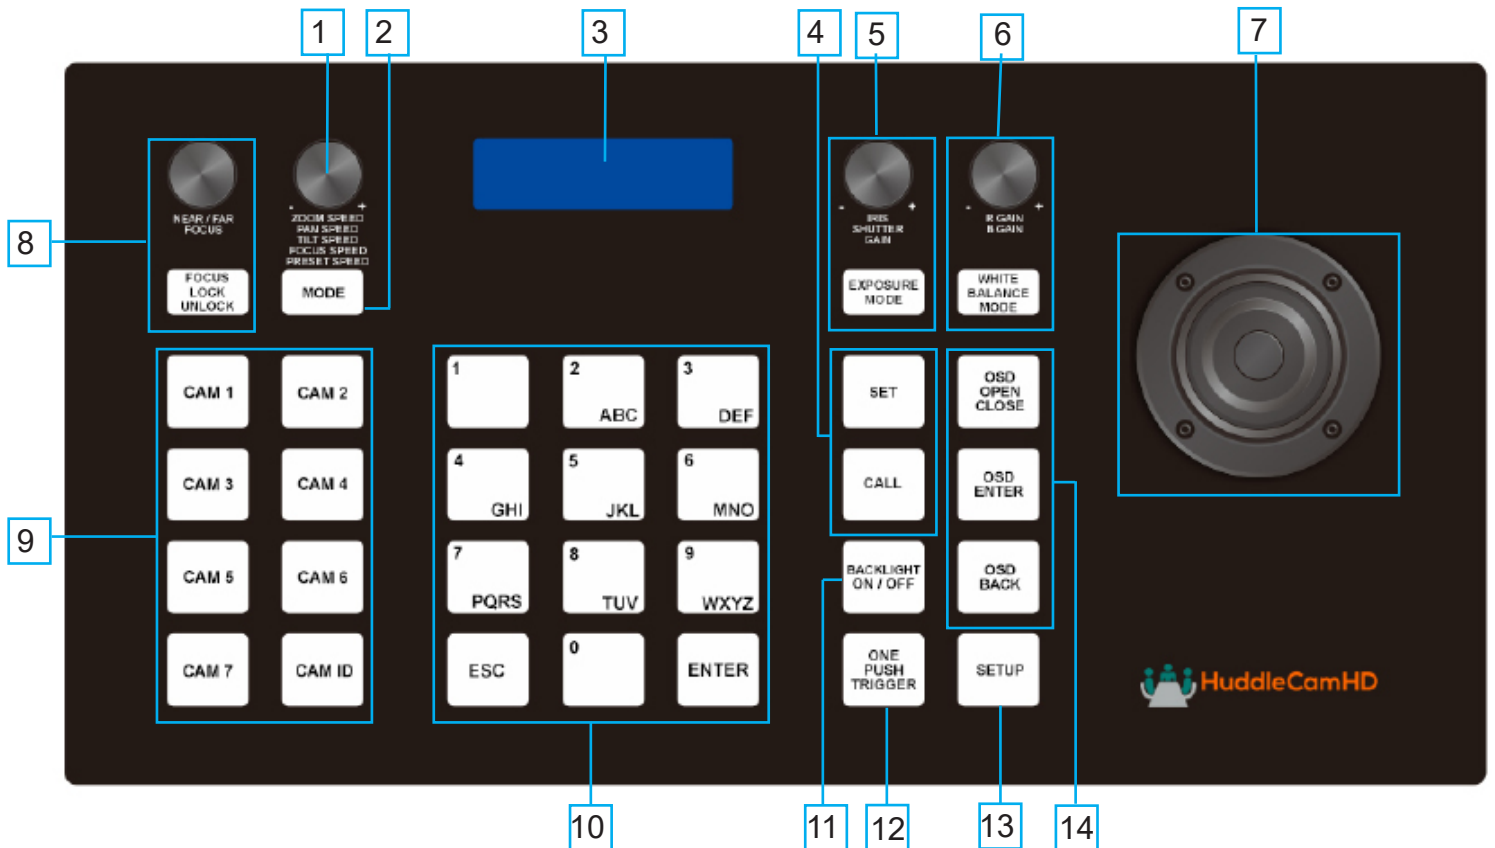 1
2
3
4
5
6
7
8
9
10
11
12
13
14
NEAR / FAR
FOCUS
- +
ZOOM SPEED
PAN SPEED
TILT SPEED
FOCUS SPEED
PRESET SPEED
- +
IRIS
SHUTTER
GAIN
- +
R GAIN
B GAIN
FOCUS
LOCK
UNLOCK
MODE
EXPOSURE
MODE
WHITE
BALANCE
MODE
CAM 1
CAM 2
CAM 3
CAM 4
CAM 5
CAM 6
CAM 7
CAM ID
1
2
ABC
3
DEF
4
GHI
5
JKL
6
MNO
7
PQRS
8
TUV
9
WXYZ
ESC
0
ENTER
SET
CALL
BACKLIGHT
ON / OFF
ONE
PUSH
TRIGGER
OSD
OPEN
CLOSE
OSD
ENTER
OSD
BACK
SETUP
HuddleCamHD